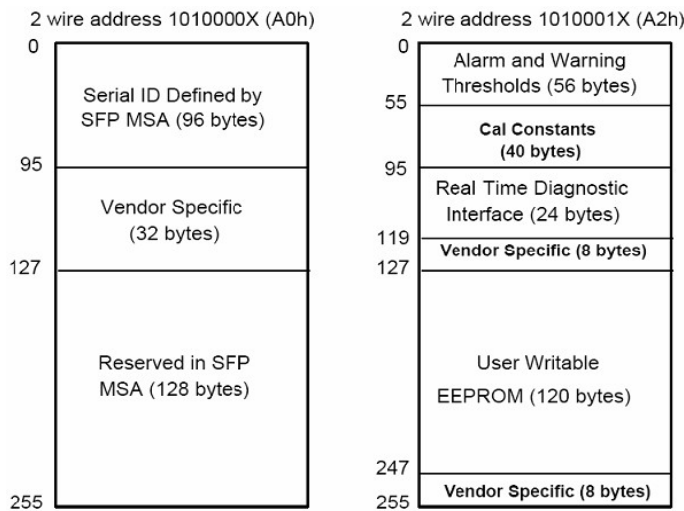 2 wire address 1010000X (A0h)
0
Serial ID Defined by
SFP MSA (96 bytes)
95
Vendor Specific
(32 bytes)
127
Reserved in SFP
MSA (128 bytes)
255
2 wire address 1010001X (A2h)
0
Alarm and Warning
Thresholds (56 bytes)
55
Cal Constants
(40 bytes)
95
Real Time Diagnostic
Interface (24 bytes)
119
Vendor Specific (8 bytes)
127
User Writable
EEPROM (120 bytes)
247
Vendor Specific (8 bytes)
255